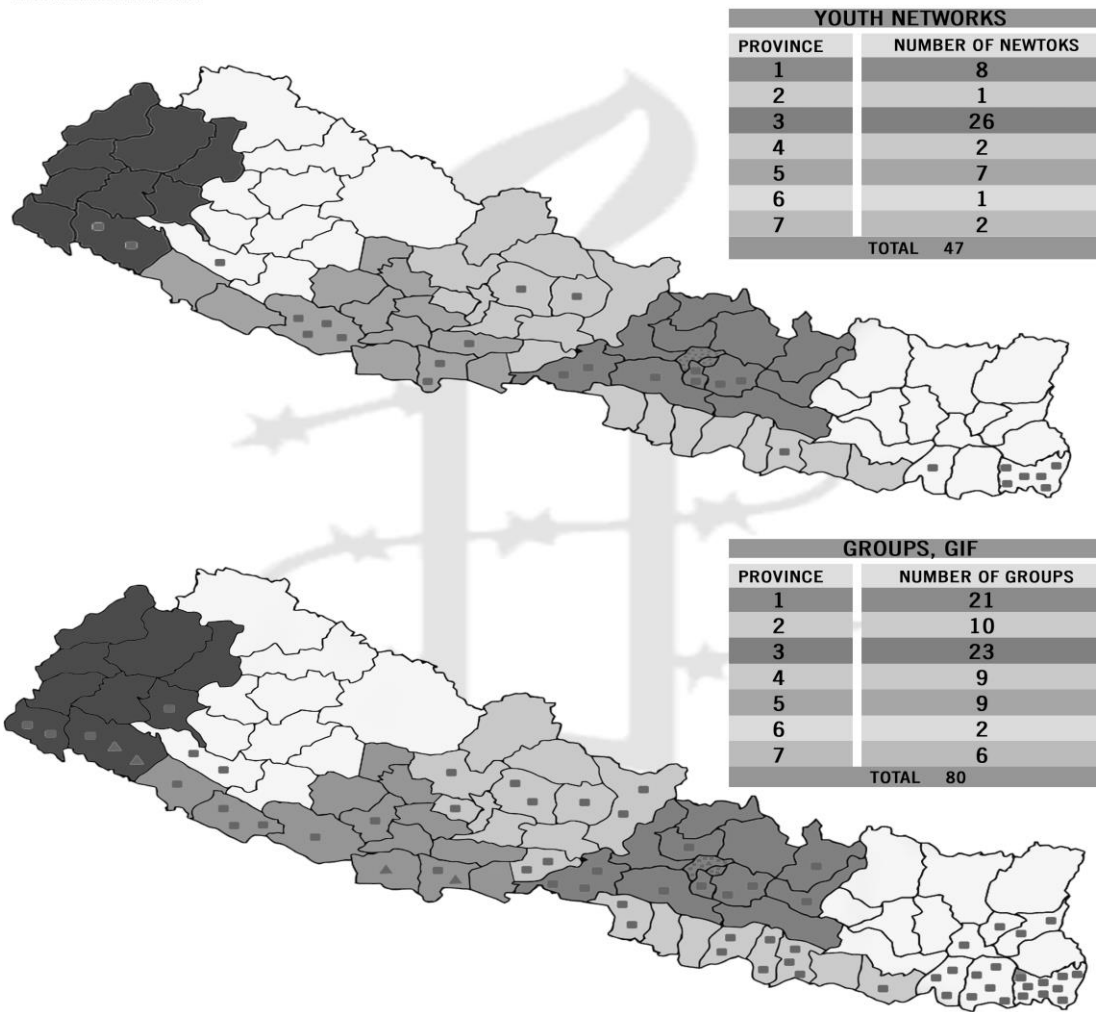 YOUTH NETWORKS
PROVINCE NUMBER OF NEWTOKS
1 8
2 1
3 26
4 2
5 7
6 1
7 2
TOTAL 47
GROUPS, GIF
PROVINCE NUMBER OF GROUPS
1 21
2 10
3 23
4 9
5 9
6 2
7 6
TOTAL 80